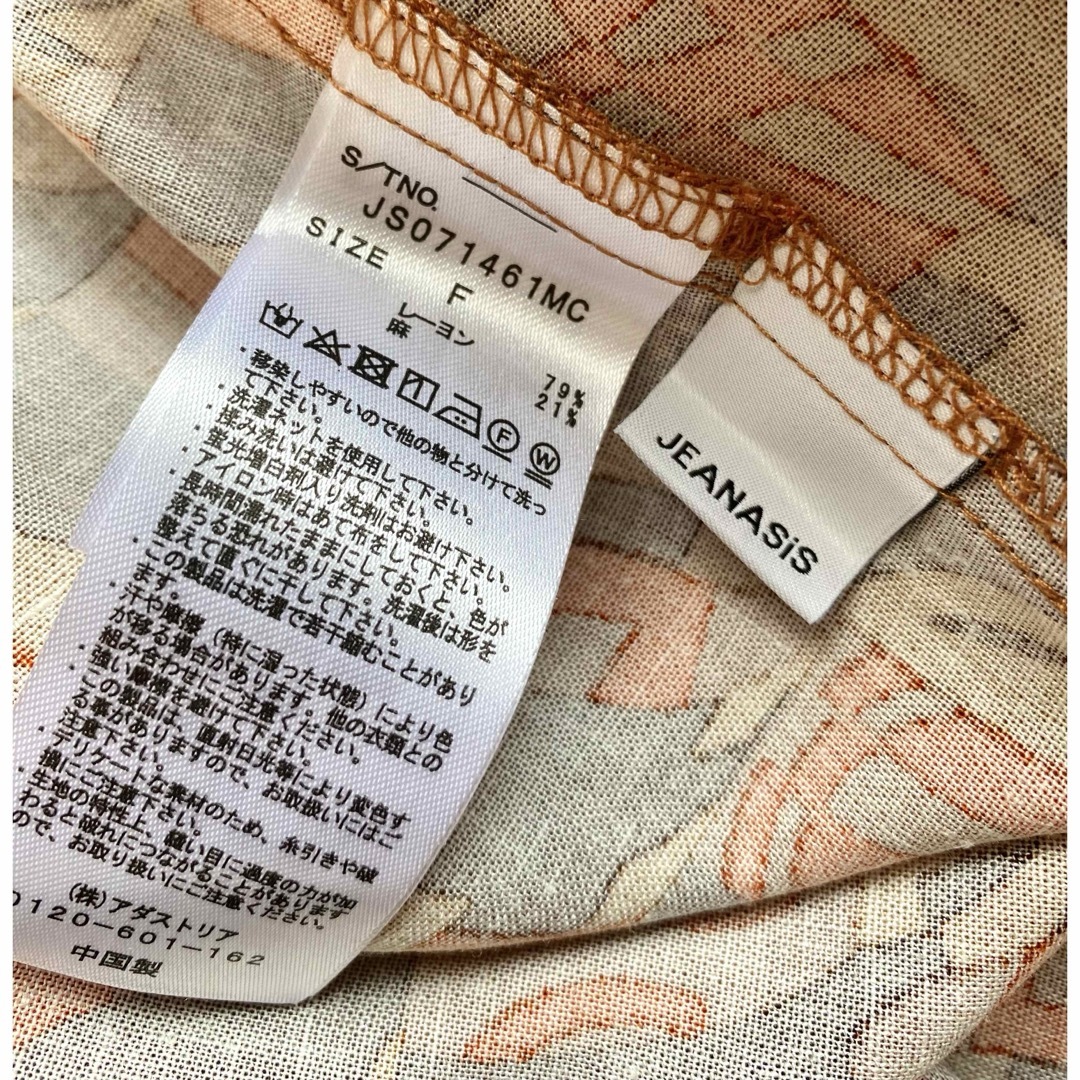 S/TNO.
JS071461MC
SIZE
F
レーヨン 79%
麻 21%
F
W
・移染しやすいので他の物と分けて洗っ
て下さい。
・洗濯ネットを使用して下さい。
・揉み洗いは避けて下さい。
・蛍光増白剤入り洗剤はお避け下さい。
・アイロン時はあて布をして下さい。
・長時間濡れたままにしておくと、色が
落ちる恐れがあります。洗濯後は形を
整えて直ぐに干して下さい。
・この製品は洗濯で若干縮むことがあり
ます。
・汗や摩擦(特に湿った状態)により色
が移る場合があります。他の衣類との
組み合わせにご注意ください。
・強い摩擦を避けて下さい。
・この製品は、直射日光等により変色す
る事がありますので、お取扱いにはご
注意下さい。
・デリケートな素材のため、糸引きや破
損にご注意下さい。
・生地の特性上、縫い目に過度の力が加
わると破れにつながることがあります
ので、お取り扱いにご注意ください。
(株)アダストリア
0120-601-162
中国製
JEANASiS